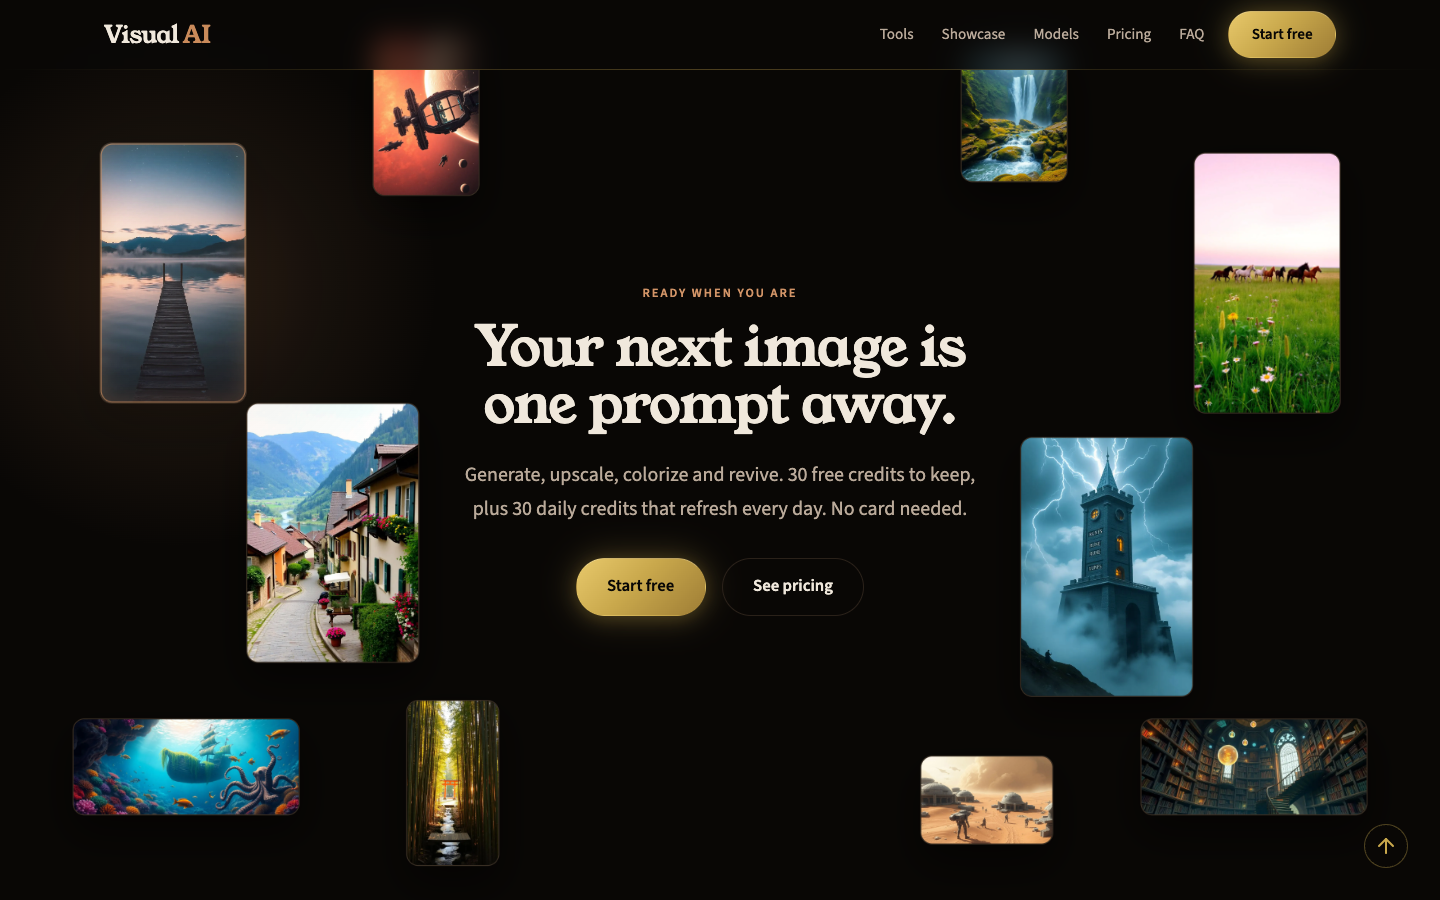 Visual AI
Tools
Showcase
Models
Pricing
FAQ
Start free
READY WHEN YOU ARE
Your next image is
one prompt away.
Generate, upscale, colorize and revive. 30 free credits to keep,
plus 30 daily credits that refresh every day. No card needed.
Start free
See pricing